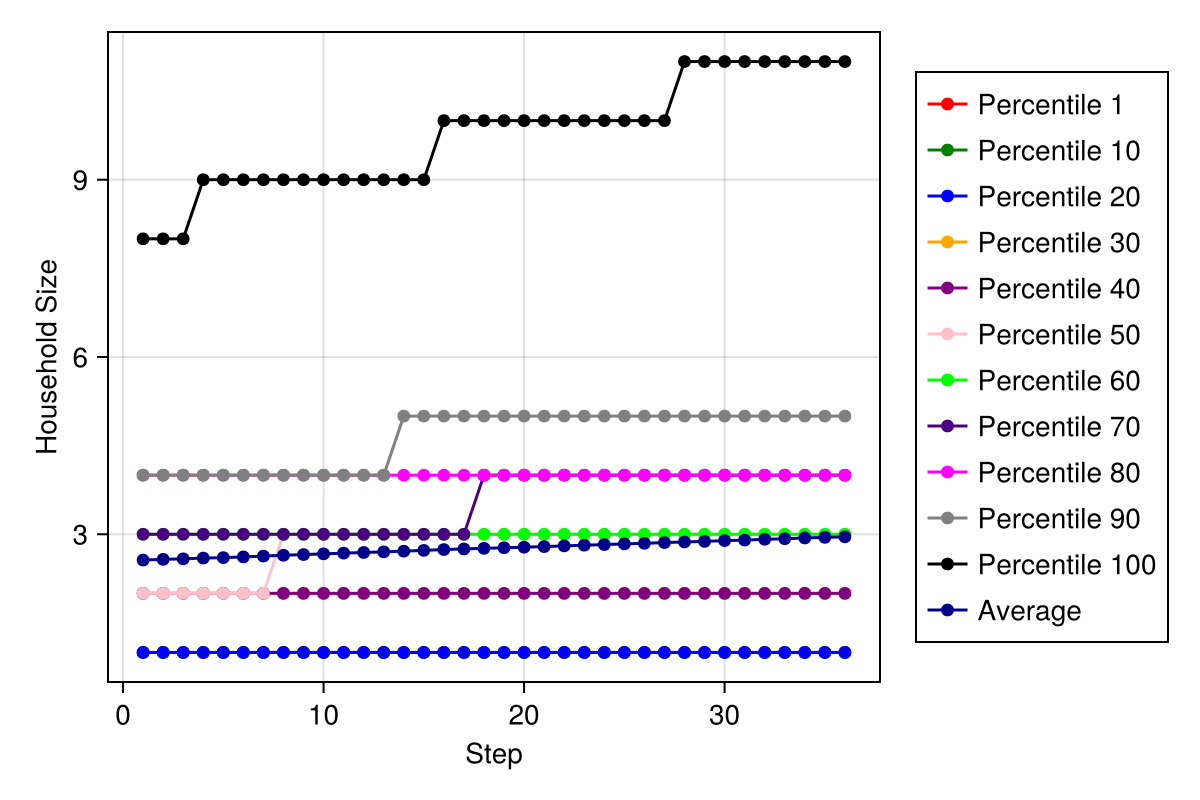 9
6
3
0 10 20 30
Household Size
Step
Percentile 1
Percentile 10
Percentile 20
Percentile 30
Percentile 40
Percentile 50
Percentile 60
Percentile 70
Percentile 80
Percentile 90
Percentile 100
Average